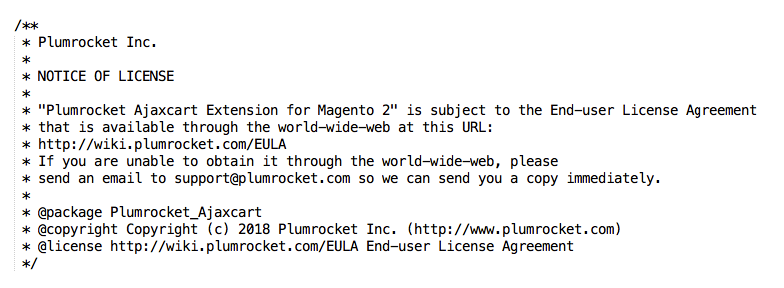 /**
 * Plumrocket Inc.
 *
 * NOTICE OF LICENSE
 *
 * "Plumrocket Ajaxcart Extension for Magento 2" is subject to the End-user License Agreement
 * that is available through the world-wide-web at this URL:
 * http://wiki.plumrocket.com/EULA
 * If you are unable to obtain it through the world-wide-web, please
 * send an email to support@plumrocket.com so we can send you a copy immediately.
 *
 * @package Plumrocket_Ajaxcart
 * @copyright Copyright (c) 2018 Plumrocket Inc. (http://www.plumrocket.com)
 * @license http://wiki.plumrocket.com/EULA End-user License Agreement
 */